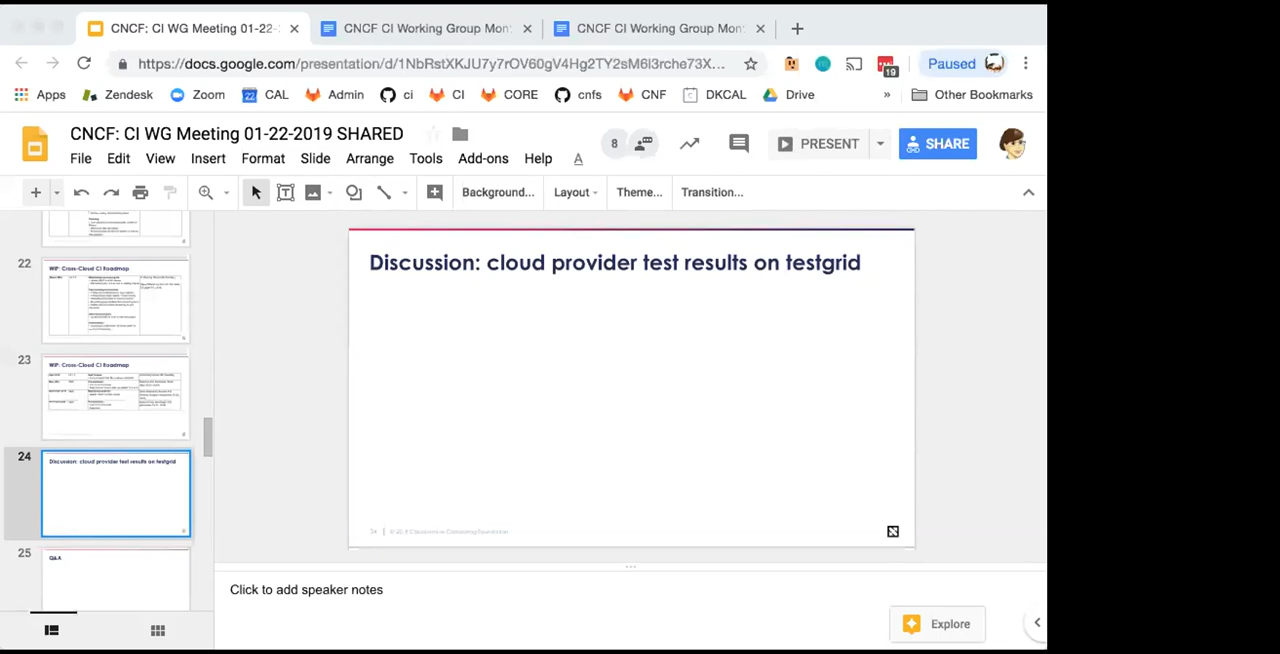 CNCF: CI WG Meeting 01-22-
CNCF CI Working Group Mon
CNCF CI Working Group Mon
https://docs.google.com/presentation/d/1NbRstXKJU7y7rOV60gV4Hg2TY2sM6l3rche73X...
19
Paused
Apps
Zendesk
Zoom
22 CAL
Admin
ci
CI
CORE
cnfs
CNF
DKCAL
Drive
»
Other Bookmarks
CNCF: CI WG Meeting 01-22-2019 SHARED
8
PRESENT
SHARE
File Edit View Insert Format Slide Arrange Tools Add-ons Help A
Background...
Layout
Theme...
Transition...
22
WIP: Cross-Cloud CI Roadmap
23
WIP: Cross-Cloud CI Roadmap
24
Discussion: cloud provider test results on testgrid
25
Q&A
Discussion: cloud provider test results on testgrid
24
Click to add speaker notes
Explore